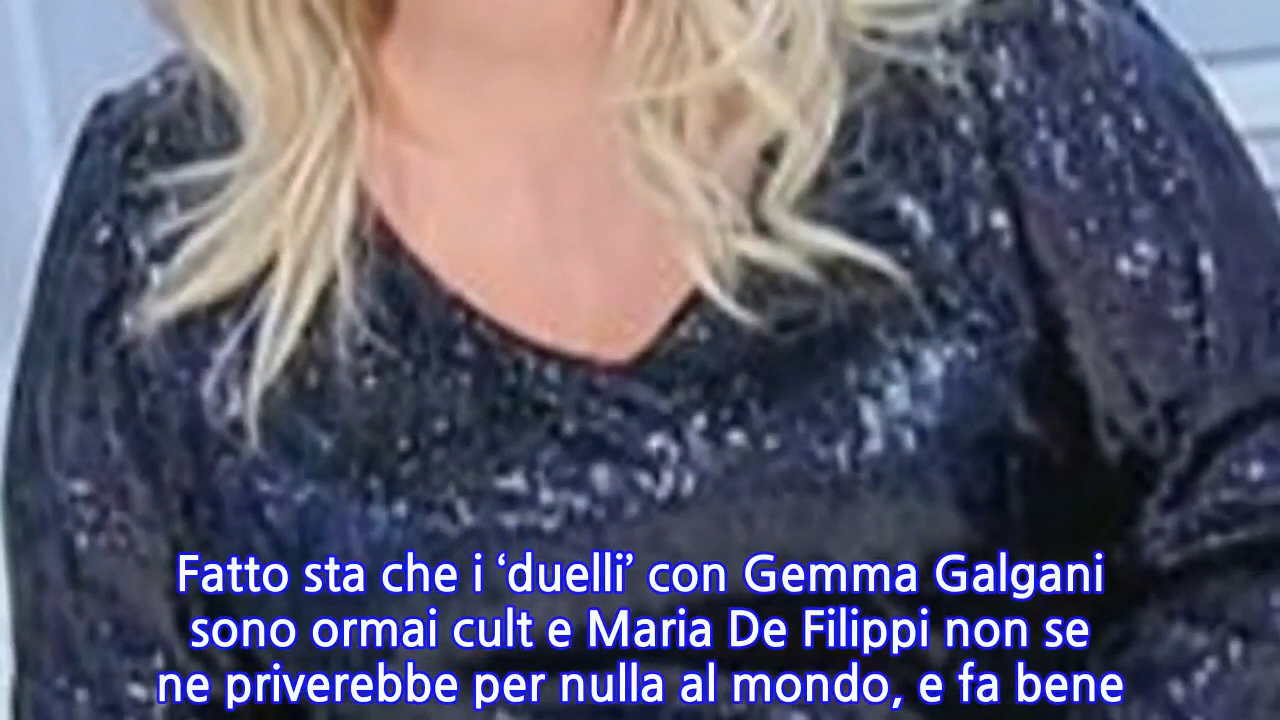 Fatto sta che i ‘duelli’ con Gemma Galgani
sono ormai cult e Maria De Filippi non se
ne priverebbe per nulla al mondo, e fa bene